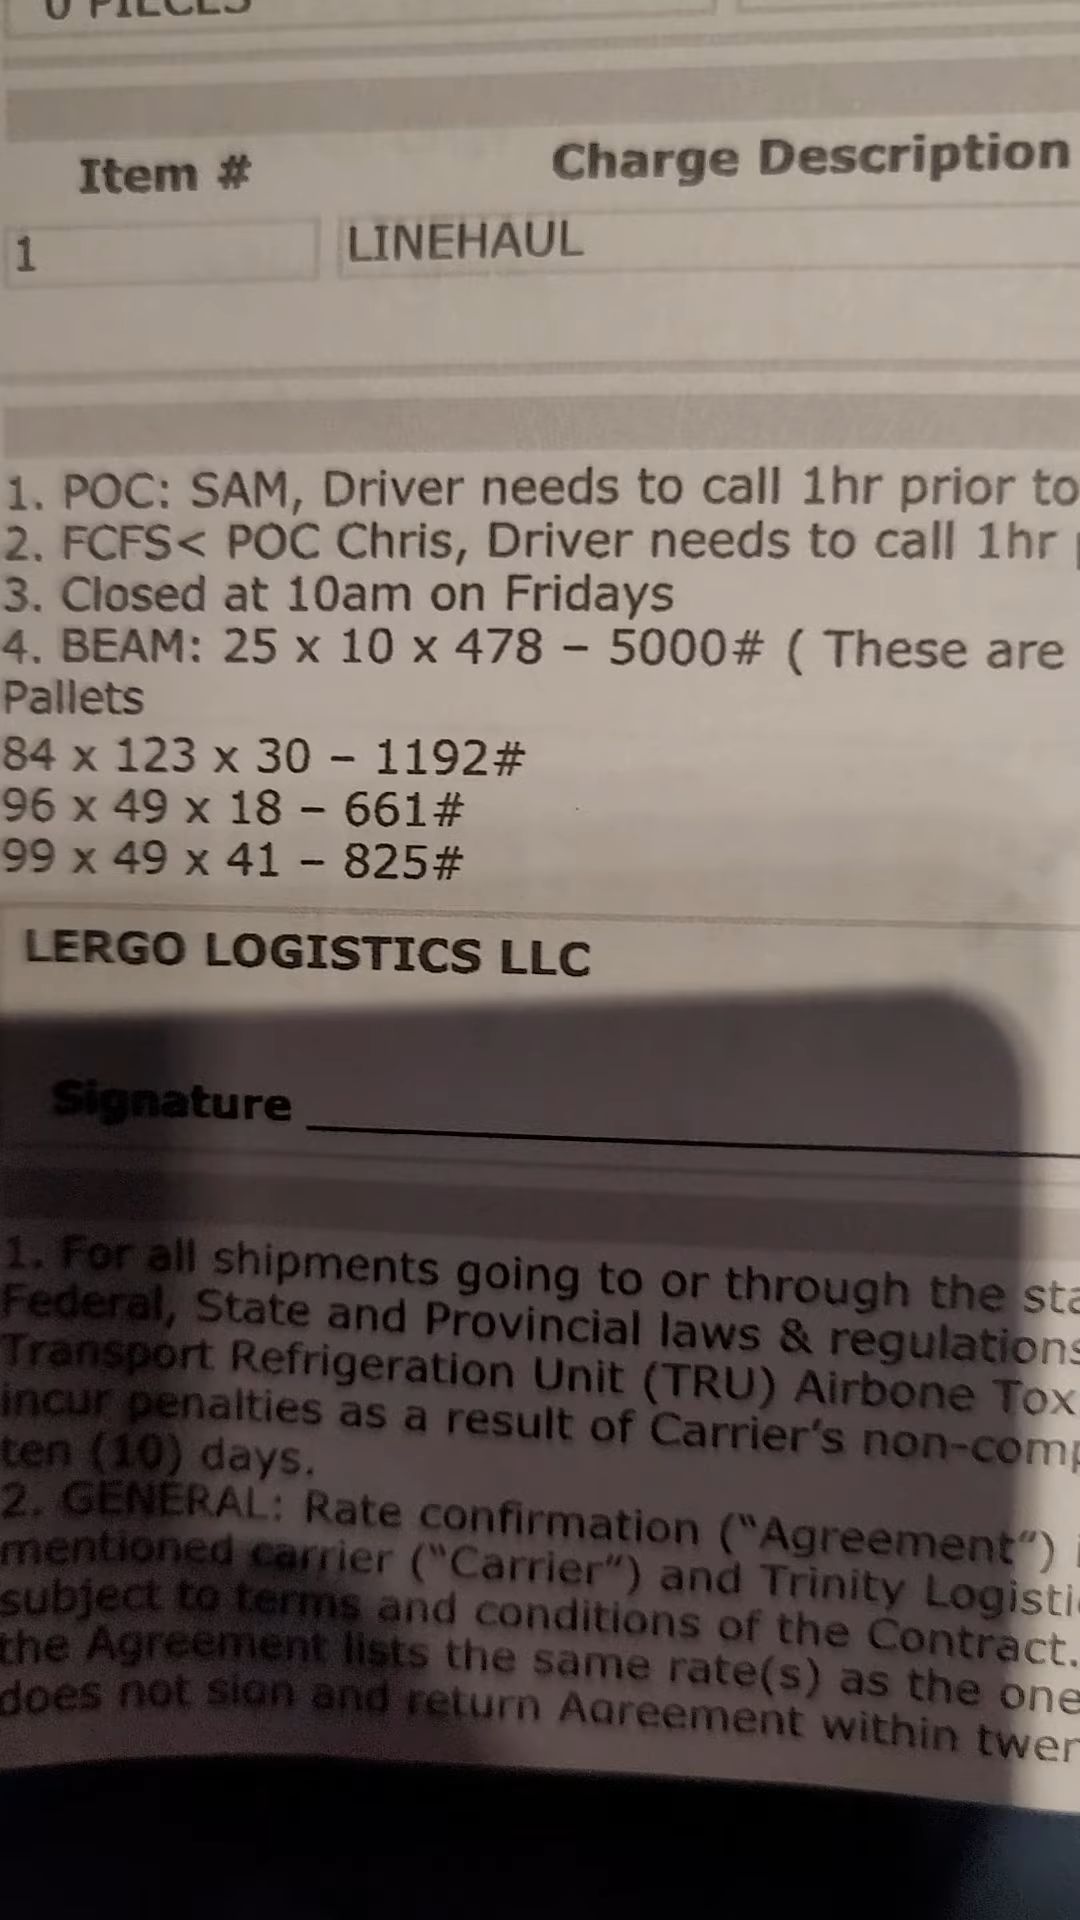 0 PIECES
Item # Charge Description
1 LINEHAUL
1. POC: SAM, Driver needs to call 1hr prior to
2. FCFS< POC Chris, Driver needs to call 1hr
3. Closed at 10am on Fridays
4. BEAM: 25 x 10 x 478 – 5000# ( These are
Pallets
84 x 123 x 30 – 1192#
96 x 49 x 18 – 661#
99 x 49 x 41 – 825#
LERGO LOGISTICS LLC
Signature
1. For all shipments going to or through the
Federal, State and Provincial laws & regulations
Transport Refrigeration Unit (TRU) Airbone
incur penalties as a result of Carrier's
ten (10) days.
2. GENERAL: Rate confirmation ("Agreement")
mentioned carrier ("Carrier") and Trinity
subject to terms and conditions of the Contract.
the Agreement lists the same rate(s) as the one
does not sign and return Agreement within